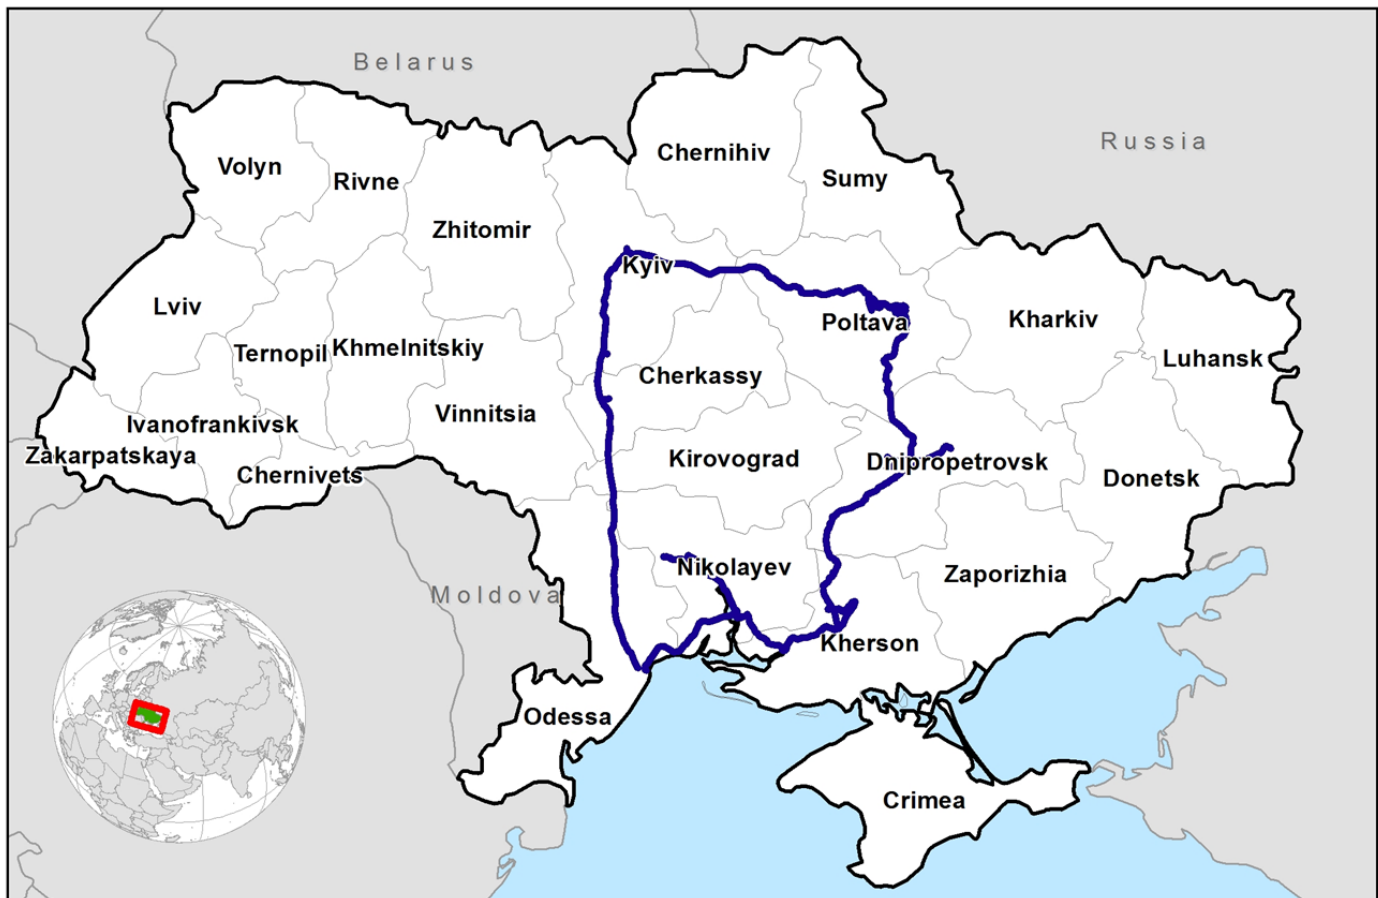 Belarus
Russia
Chernihiv
Volyn
Rivne
Sumy
Zhitomir
Kyiv
Lviv
Poltava
Kharkiv
Ternopil
Khmelnitskiy
Luhansk
Cherkassy
Vinnitsia
Ivanofrankivsk
Zakarpatskaya
Kirovograd
Dnipropetrovsk
Chernivets
Donetsk
Nikolayev
Zaporizhia
Moldova
Kherson
Odessa
Crimea